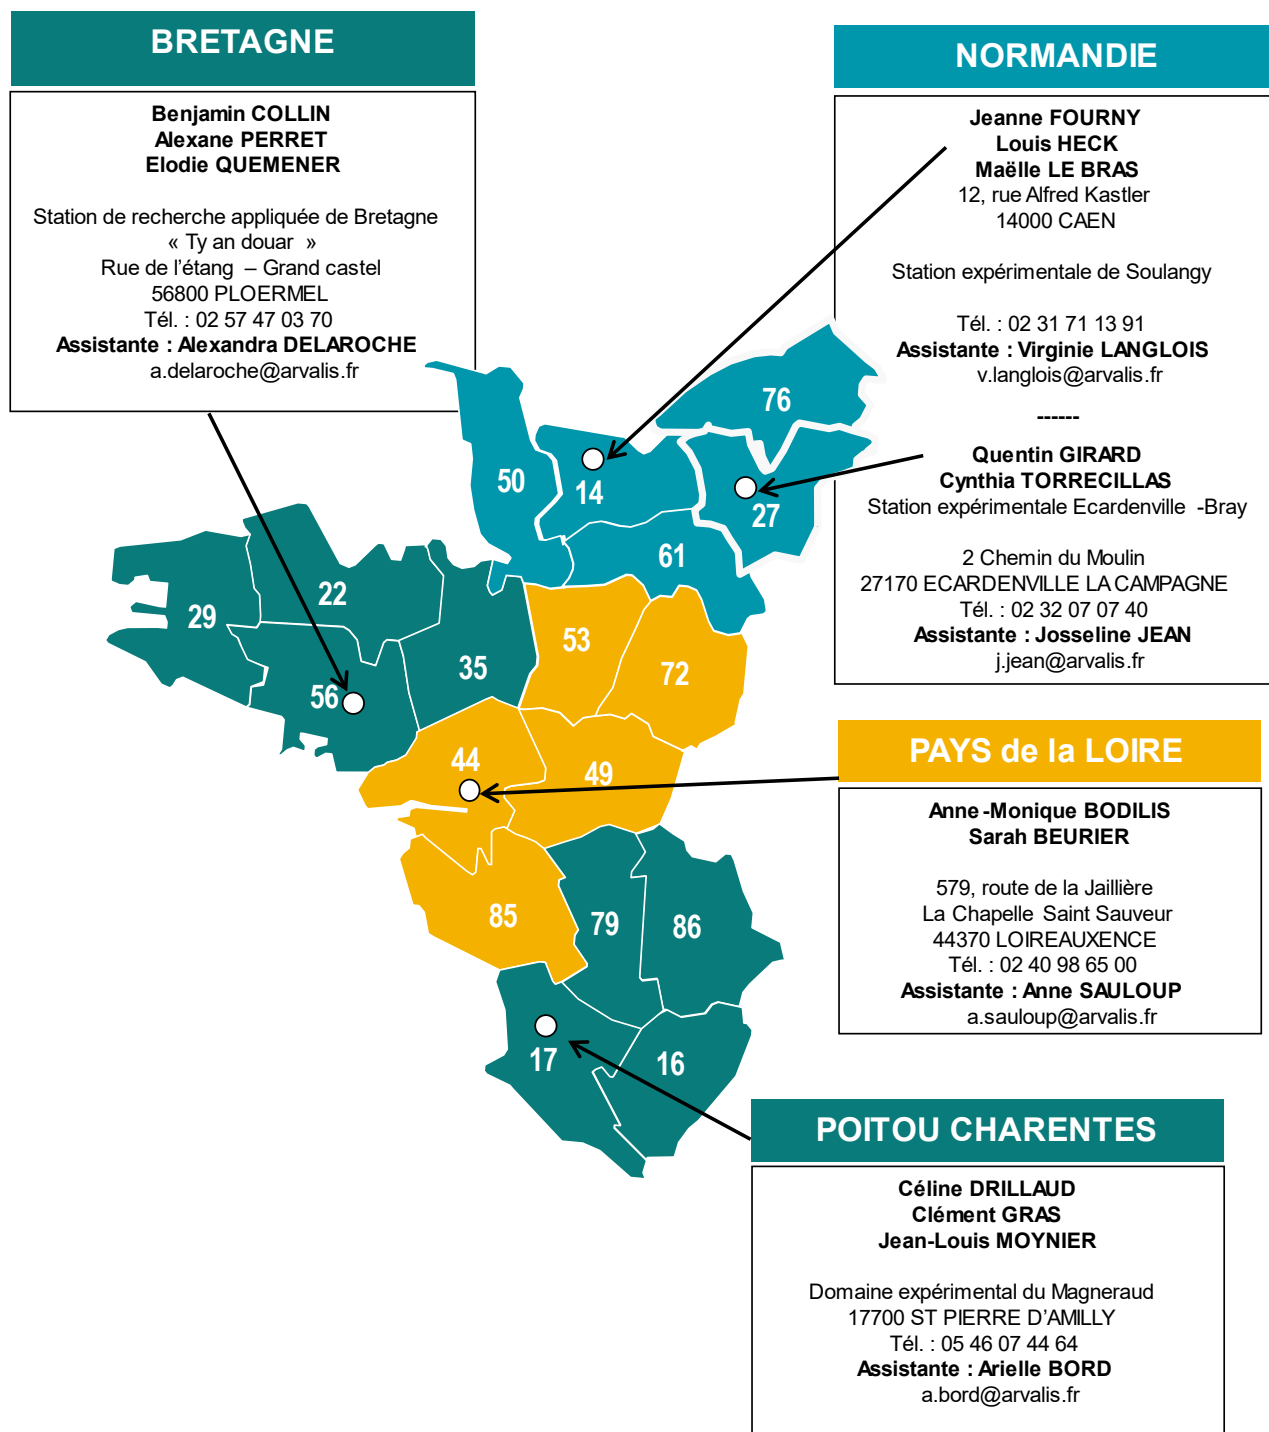 BRETAGNE
Benjamin COLLIN
Alexane PERRET
Elodie QUEMENER
Station de recherche appliquée de Bretagne
« Ty an douar »
Rue de l'étang – Grand castel
56800 PLOERMEL
Tél. : 02 57 47 03 70
Assistante : Alexandra DELAROCHE
a.delaroche@arvalis.fr
NORMANDIE
Jeanne FOURNY
Louis HECK
Maëlle LE BRAS
12, rue Alfred Kastler
14000 CAEN
Station expérimentale de Soulangy
Tél. : 02 31 71 13 91
Assistante : Virginie LANGLOIS
v.langlois@arvalis.fr
------
Quentin GIRARD
Cynthia TORRECILLAS
Station expérimentale Ecardenville -Bray
2 Chemin du Moulin
27170 ECARDENVILLE LA CAMPAGNE
Tél. : 02 32 07 07 40
Assistante : Josseline JEAN
j.jean@arvalis.fr
76
50
14
27
61
22
29
53
35
72
56
44
49
85
79
86
17
16
PAYS de la LOIRE
Anne-Monique BODILIS
Sarah BEURIER
579, route de la Jaillière
La Chapelle Saint Sauveur
44370 LOIREAUXENCE
Tél. : 02 40 98 65 00
Assistante : Anne SAULOUP
a.sauloup@arvalis.fr
POITOU CHARENTES
Céline DRILLAUD
Clément GRAS
Jean-Louis MOYNIER
Domaine expérimental du Magneraud
17700 ST PIERRE D'AMILLY
Tél. : 05 46 07 44 64
Assistante : Arielle BORD
a.bord@arvalis.fr